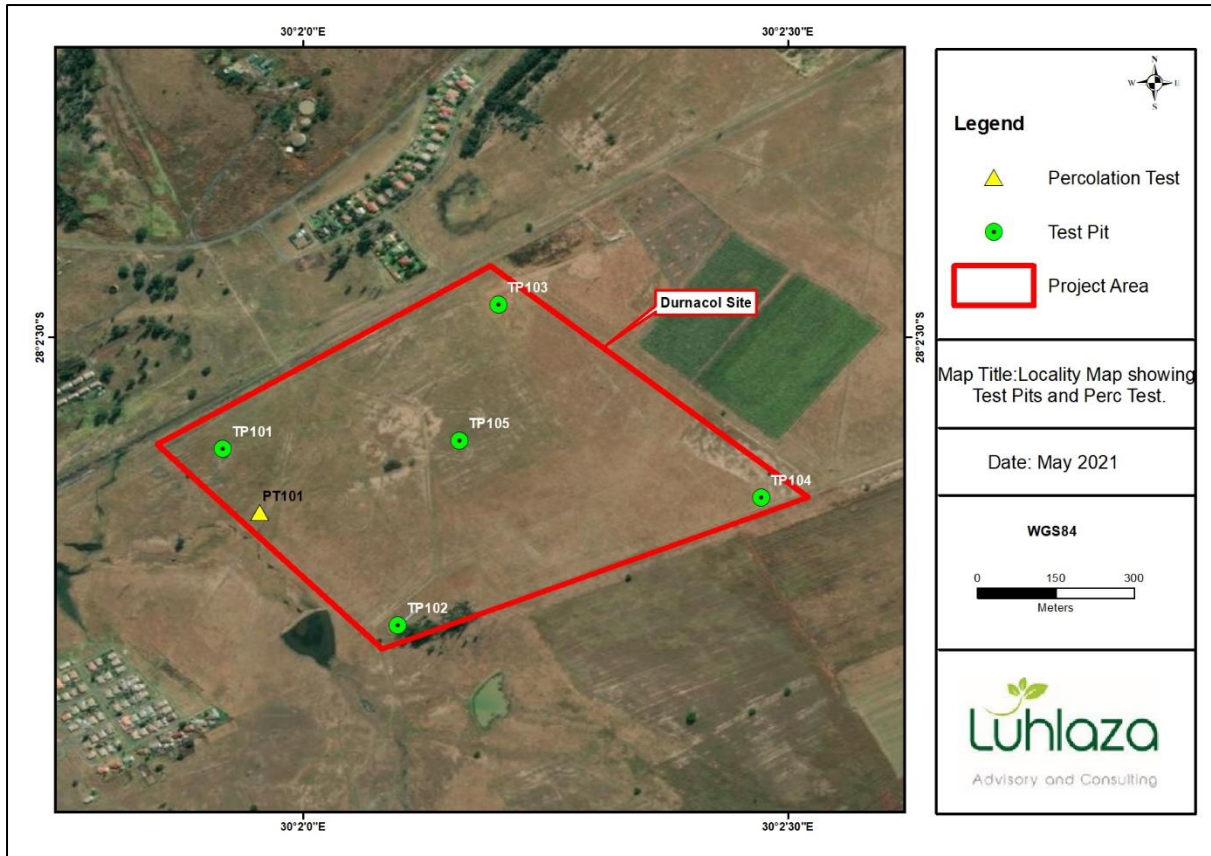 30°2'0"E
30°2'30"E
28°2'30"S
28°2'30"S
TP103
Durnacol Site
TP101
TP105
PT101
TP104
TP102
30°2'0"E
30°2'30"E
N
W
E
S
Legend
Percolation Test
Test Pit
Project Area
Map Title:Locality Map showing
Test Pits and Perc Test.
Date: May 2021
WGS84
0 150 300
Meters
Luhlaza
Advisory and Consulting